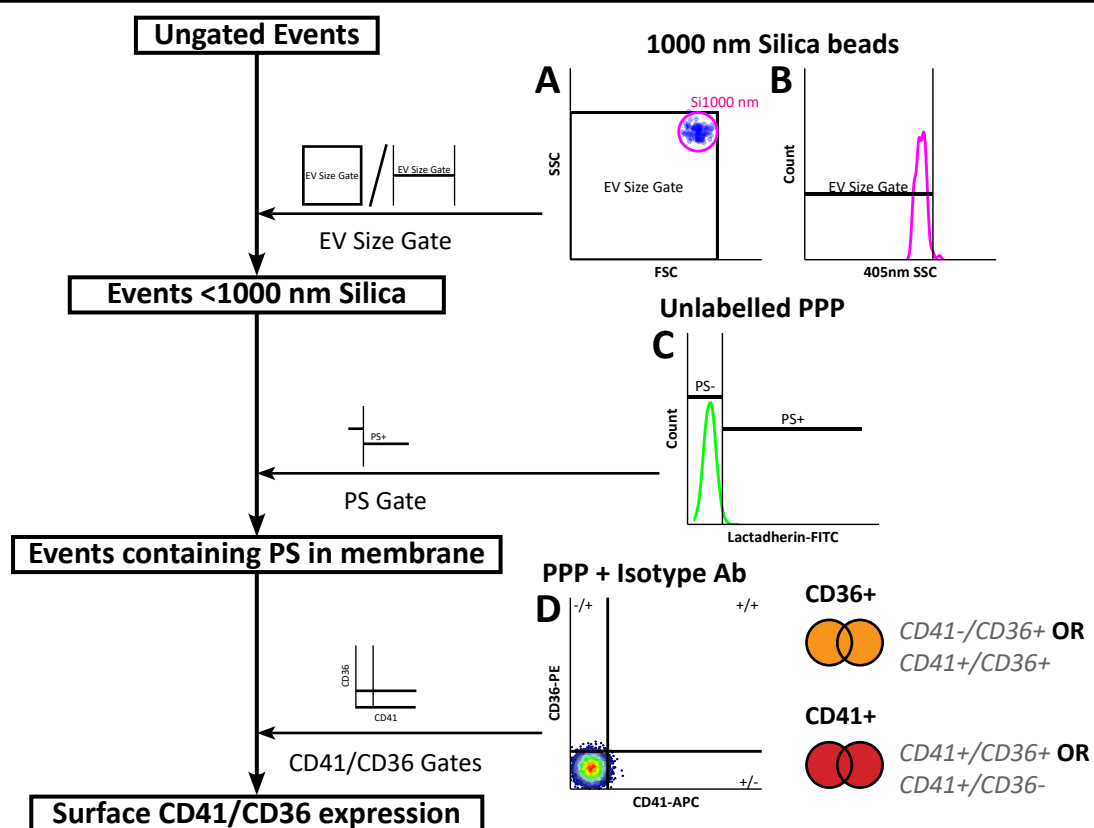 Ungated Events
1000 nm Silica beads
A
B
SSC
Si1000 nm
EV Size Gate
FSC
Count
EV Size Gate
405nm SSC
EV Size Gate
EV Size Gate
EV Size Gate
Events <1000 nm Silica
Unlabelled PPP
C
PS-
PS+
Count
Lactadherin-FITC
PS+
PS Gate
Events containing PS in membrane
PPP + Isotype Ab
D
-/+
+/+
+/-
CD36-PE
CD41-APC
CD36
CD41
CD41/CD36 Gates
CD36+
CD41-/CD36+ OR
CD41+/CD36+
CD41+
CD41+/CD36+ OR
CD41+/CD36-
Surface CD41/CD36 expression